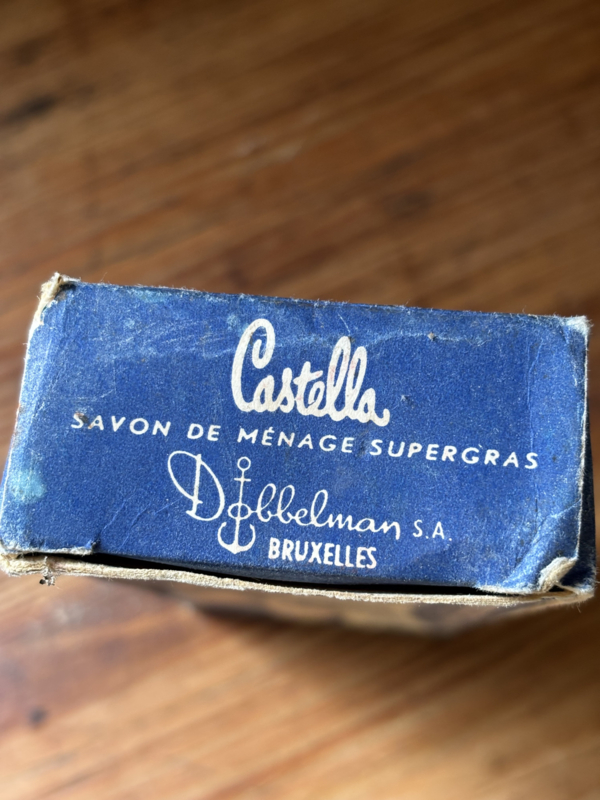 Castella
SAVON DE MÉNAGE SUPERGRAS
Dobbelman S.A.
BRUXELLES